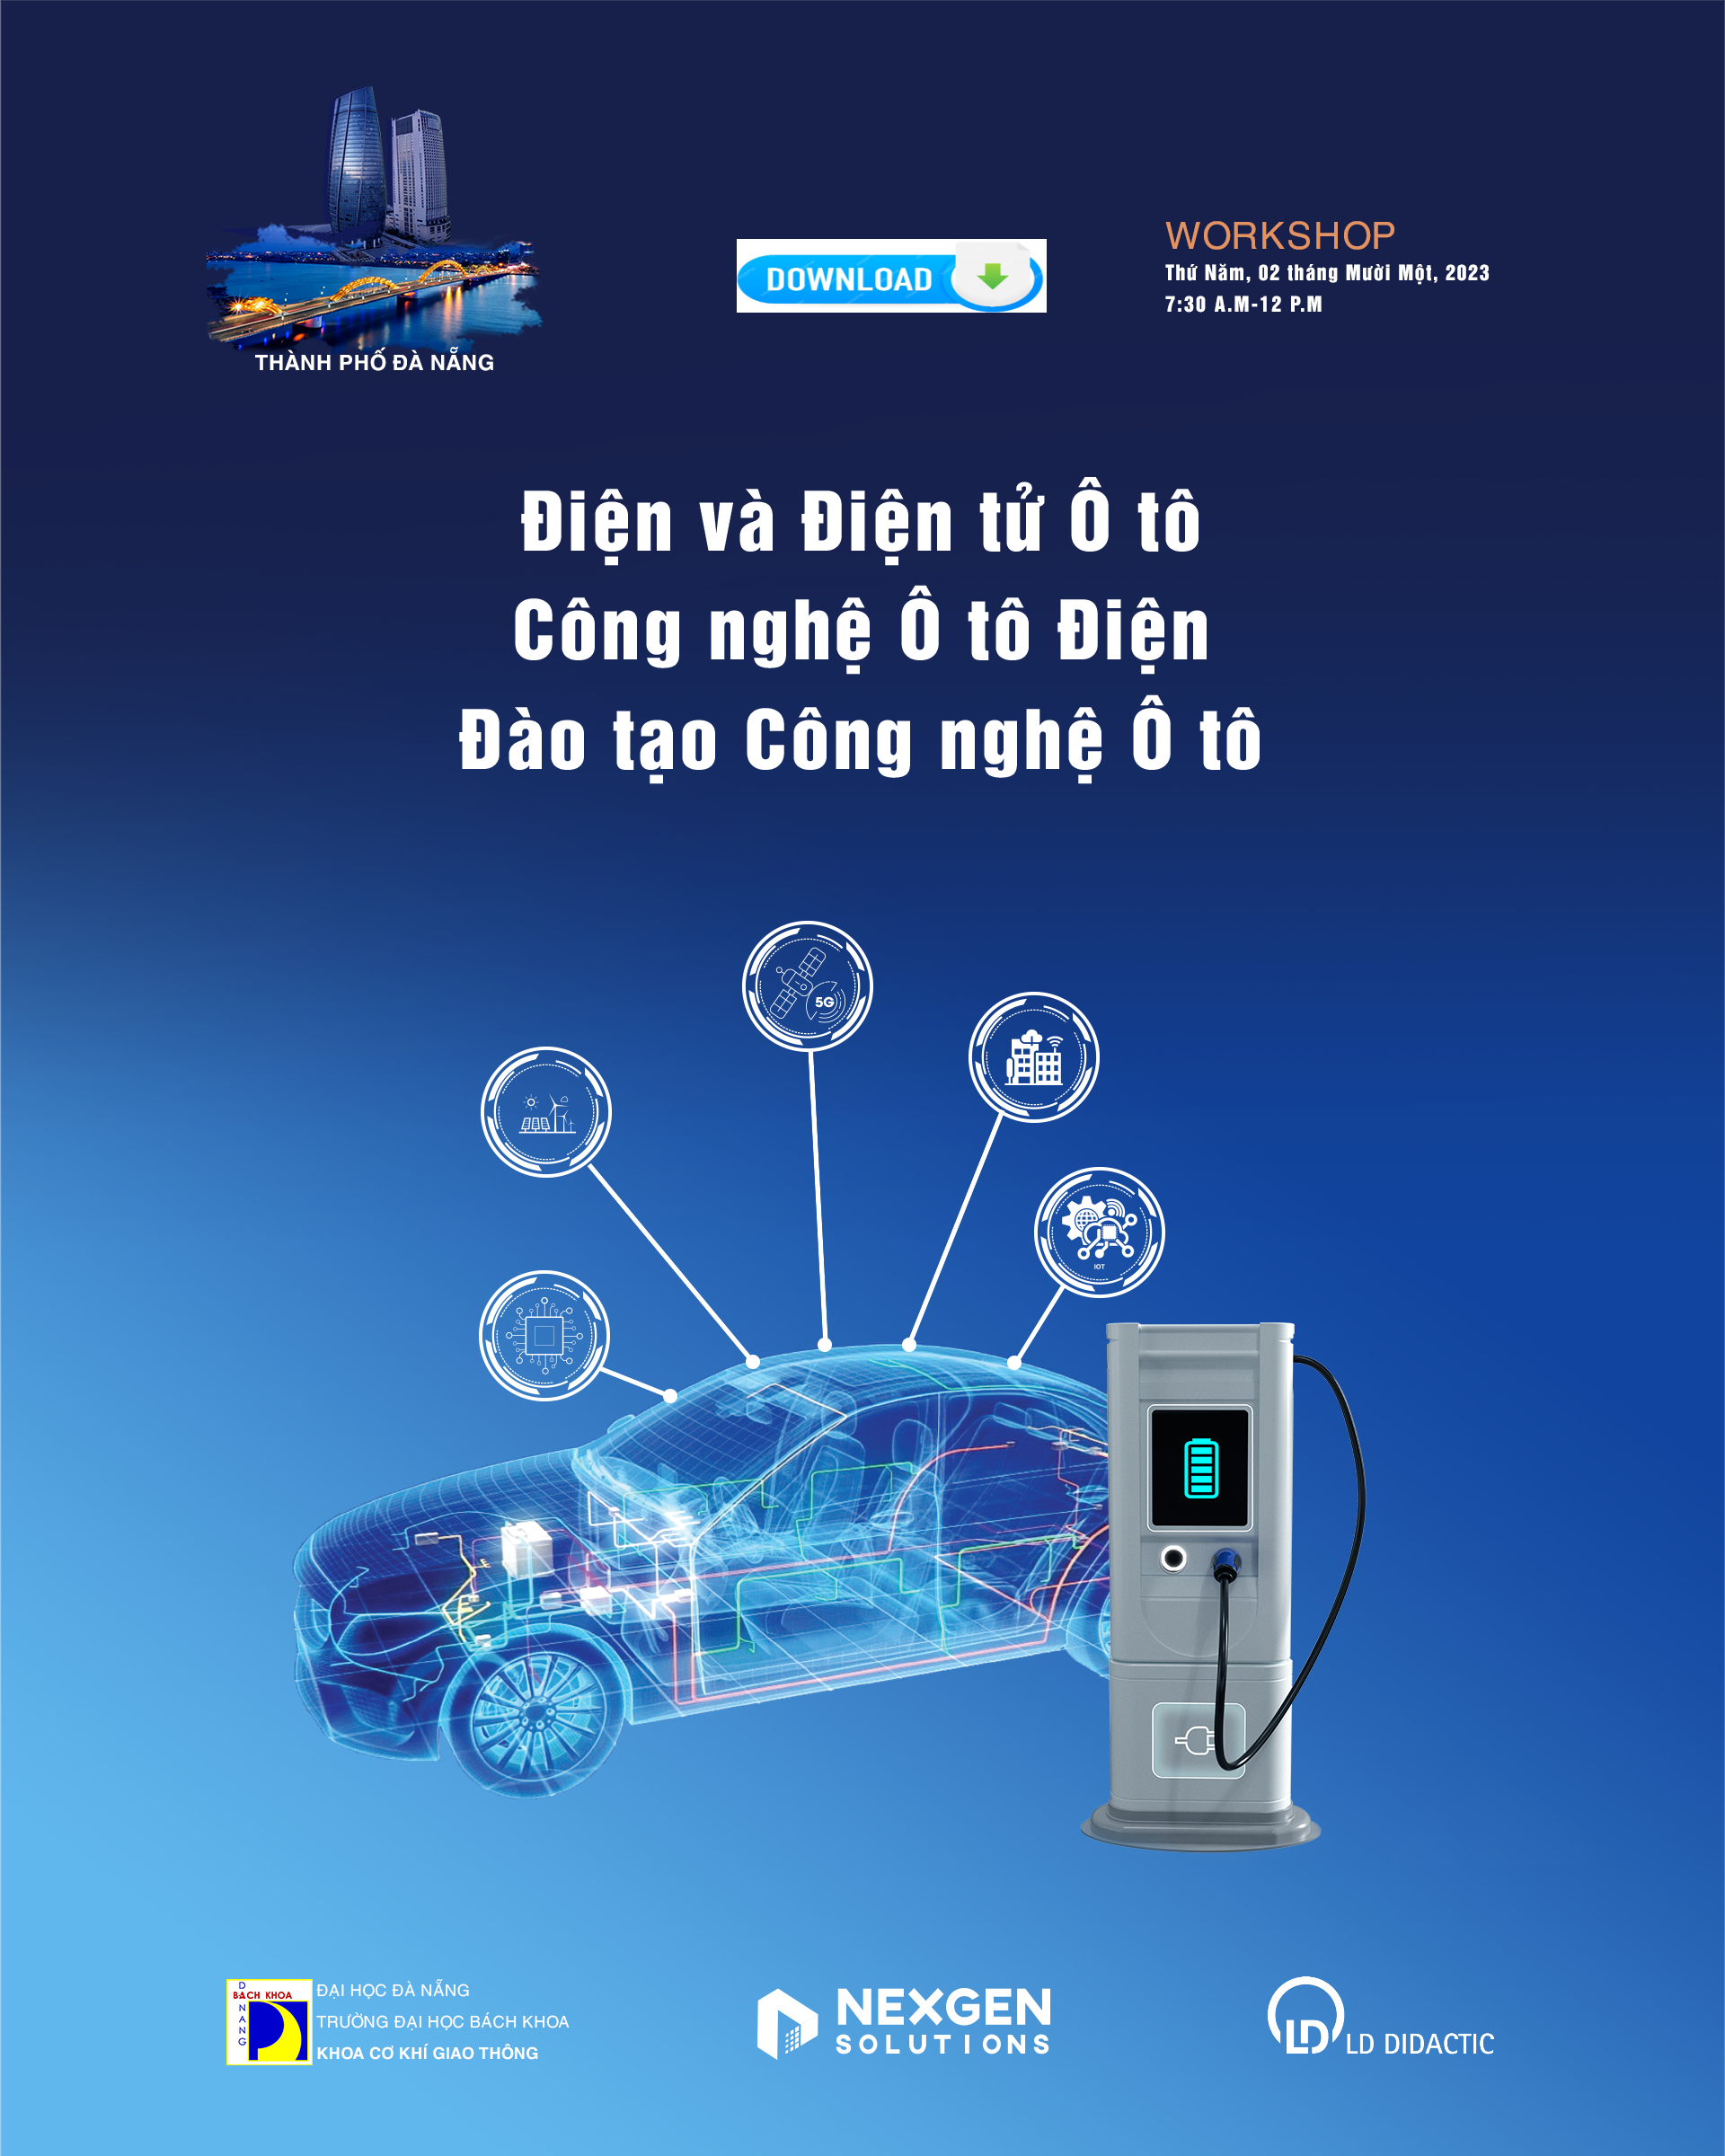 THÀNH PHỐ ĐÀ NẴNG
DOWNLOAD
WORKSHOP
Thứ Năm, 02 tháng Mười Một, 2023
7:30 A.M-12 P.M
Điện và Điện tử Ô tô
Công nghệ Ô tô Điện
Đào tạo Công nghệ Ô tô
5G
IOT
DANANG
BÁCH KHOA
ĐẠI HỌC ĐÀ NẴNG
TRƯỜNG ĐẠI HỌC BÁCH KHOA
KHOA CƠ KHÍ GIAO THÔNG
NEXGEN
SOLUTIONS
LD
LD DIDACTIC